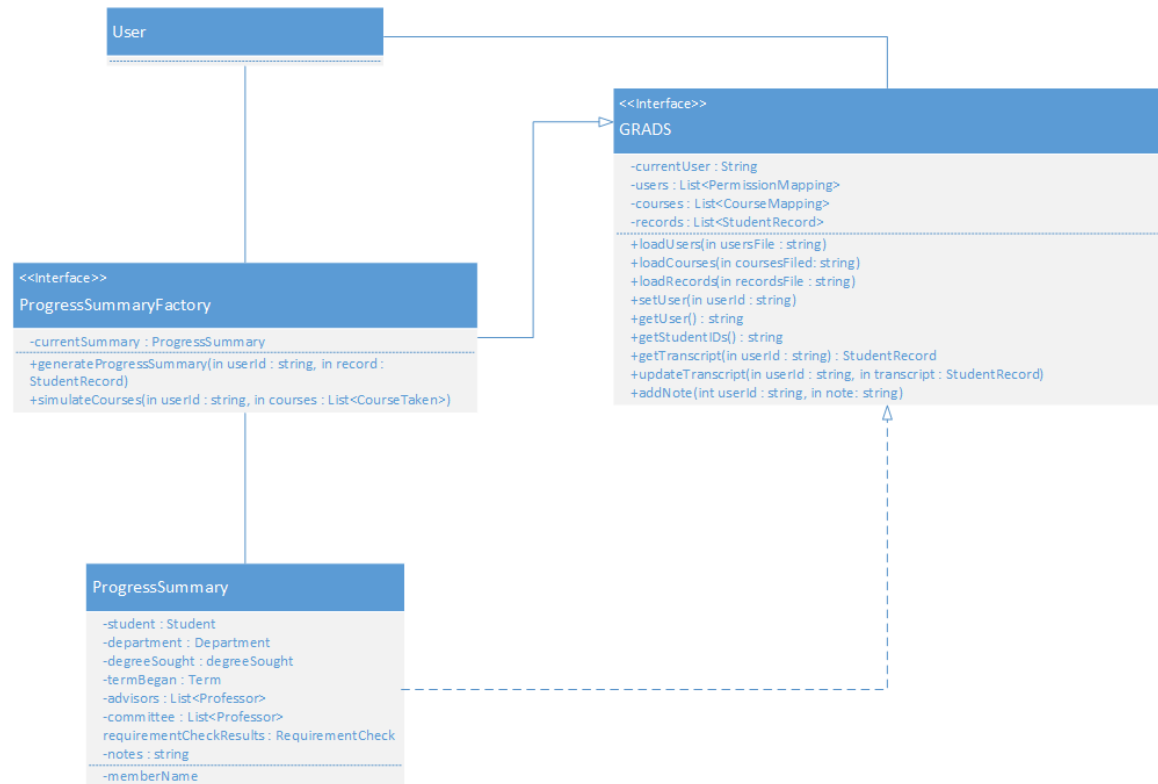 User
<<Interface>>
GRADS
-currentUser : String
-users : List<PermissionMapping>
-courses : List<CourseMapping>
-records : List<StudentRecord>
+loadUsers(in usersFile : string)
+loadCourses(in coursesFiled: string)
+loadRecords(in recordsFile : string)
+setUser(in userId : string)
+getUser() : string
+getStudentIDs() : string
+getTranscript(in userId : string) : StudentRecord
+updateTranscript(in userId : string, in transcript : StudentRecord)
+addNote(int userId : string, in note: string)
<<Interface>>
ProgressSummaryFactory
-currentSummary : ProgressSummary
+generateProgressSummary(in userId : string, in record :
StudentRecord)
+simulateCourses(in userId : string, in courses : List<CourseTaken>)
ProgressSummary
-student : Student
-department : Department
-degreeSought : degreeSought
-termBegan : Term
-advisors : List<Professor>
-committee : List<Professor>
requirementCheckResults : RequirementCheck
-notes : string
-memberName